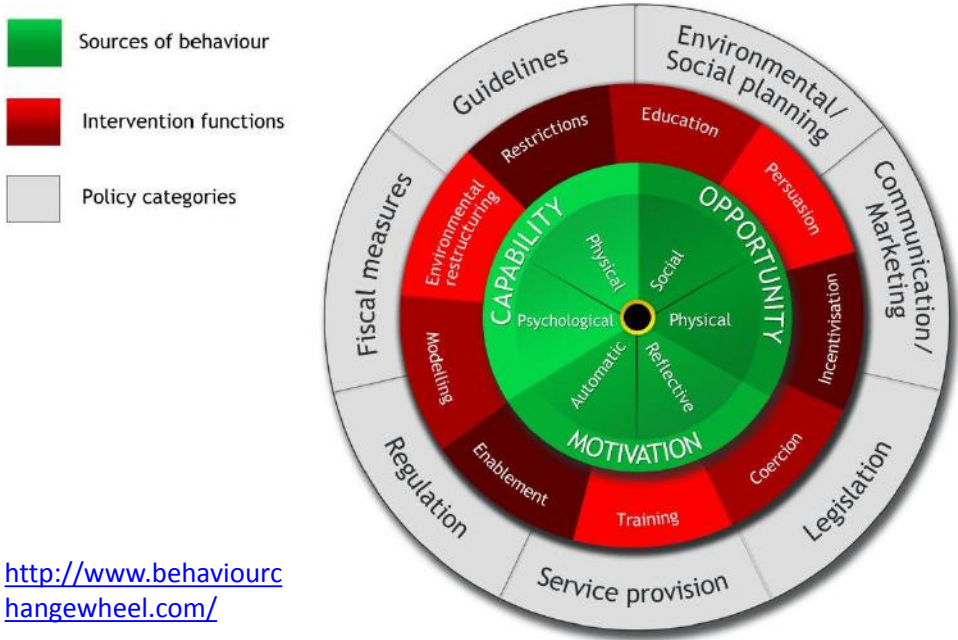 Sources of behaviour
Intervention functions
Policy categories
Guidelines
Environmental/
Social planning
Communication/
Marketing
Legislation
Service provision
Regulation
Fiscal measures
Restrictions
Education
Persuasion
Incentivisation
Coercion
Training
Enablement
Modelling
Environmental
restructuring
CAPABILITY
OPPORTUNITY
MOTIVATION
Physical
Social
Physical
Reflective
Automatic
Psychological
http://www.behaviourc
hangewheel.com/